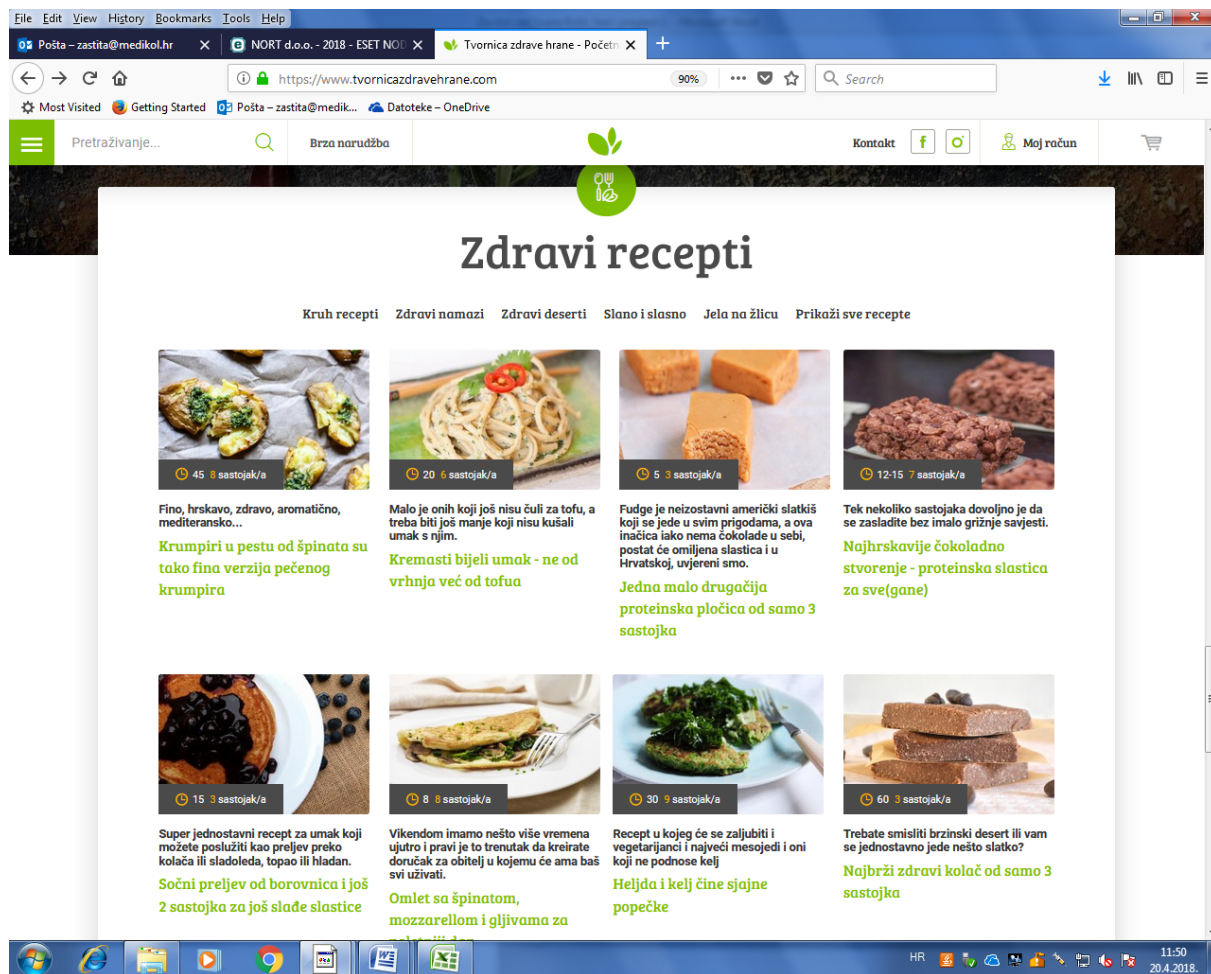 File Edit View History Bookmarks Tools Help
Pošta – zastita@medikol.hr
NORT d.o.o. - 2018 - ESET NOD
Tvornica zdrave hrane - Početn
https://www.tvornicazdravehrane.com
90%
Search
Most Visited Getting Started Pošta – zastita@medik... Datoteke – OneDrive
Pretraživanje...
Brza narudžba
Kontakt
Moj račun
Zdravi recepti
Kruh recepti Zdravi namazi Zdravi deserti Slano i slasno Jela na žlicu Prikaži sve recepte
45 8 sastojak/a
Fino, hrskavo, zdravo, aromatično,
mediteransko...
Krumpiri u pestu od špinata su
tako fina verzija pečenog
krumpira
20 6 sastojak/a
Malo je onih koji još nisu čuli za tofu, a
treba biti još manje koji nisu kušali
umak s njim.
Kremasti bijeli umak - ne od
vrhnja već od tofua
5 3 sastojak/a
Fudge je neizostavni američki slatkiš
koji se jede u svim prigodama, a ova
inačica iako nema čokolade u sebi,
postat će omiljena slastica i u
Hrvatskoj, uvjereni smo.
Jedna malo drugačija
proteinska pločica od samo 3
sastojka
12-15 7 sastojak/a
Tek nekoliko sastojaka dovoljno je da
se zasladite bez imalo grižnje savjesti.
Najhrskavije čokoladno
stvorenje - proteinska slastica
za sve(gane)
15 3 sastojak/a
Super jednostavni recept za umak koji
možete poslužiti kao preljev preko
kolača ili sladoleda, topao ili hladan.
Sočni preljev od borovnica i još
2 sastojka za još slađe slastice
8 8 sastojak/a
Vikendom imamo nešto više vremena
ujutro i pravi je to trenutak da kreirate
doručak za obitelj u kojemu će ama baš
svi uživati.
Omlet sa špinatom,
mozzarellom i gljivama za
30 9 sastojak/a
Recept u kojeg će se zaljubiti i
vegetarijanci i najveći mesojedi i oni
koji ne podnose kelj
Heljda i kelj čine sjajne
popečke
60 3 sastojak/a
Trebate smisliti brzinski desert ili vam
se jednostavno jede nešto slatko?
Najbrži zdravi kolač od samo 3
sastojka
HR
11:50
20.4.2018.